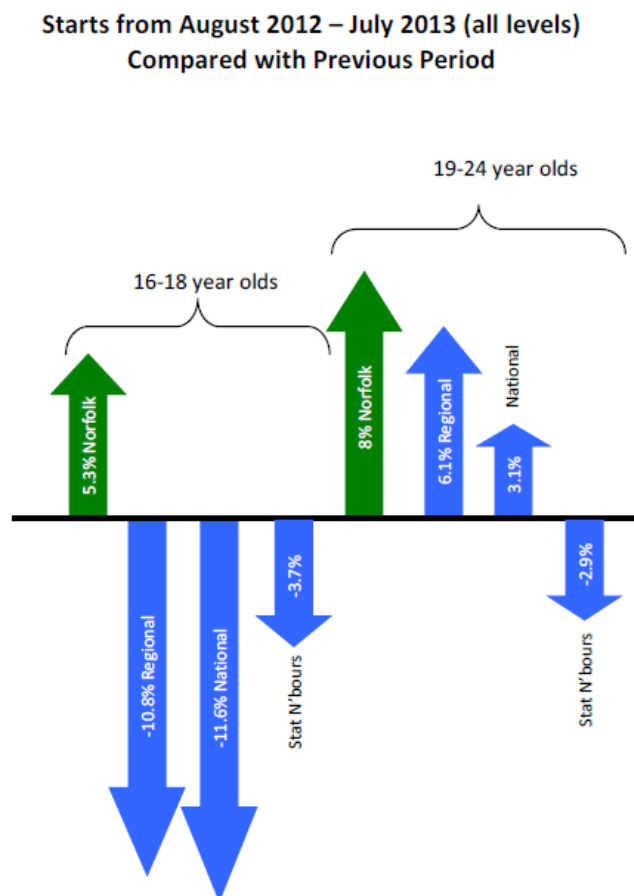 Starts from August 2012 – July 2013 (all levels)
Compared with Previous Period
19-24 year olds
16-18 year olds
5.3% Norfolk
-10.8% Regional
-11.6% National
-3.7%
Stat N'bours
8% Norfolk
6.1% Regional
National
3.1%
-2.9%
Stat N'bours